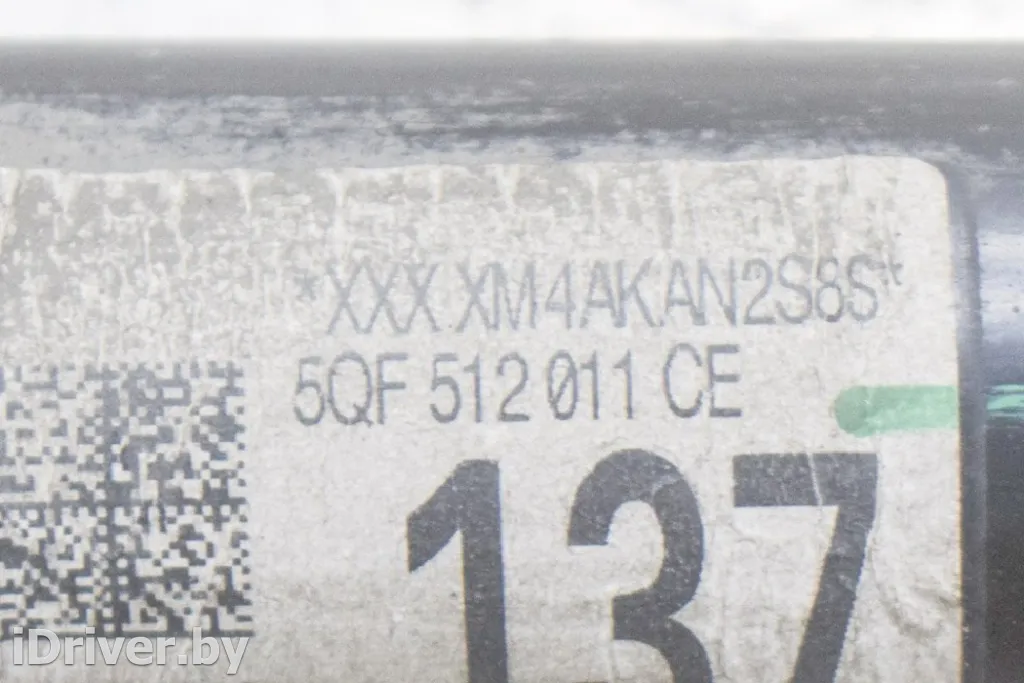 *XXX.XM4AKAN2S8S*
5QF 512 011 CE
137
iDriver.by